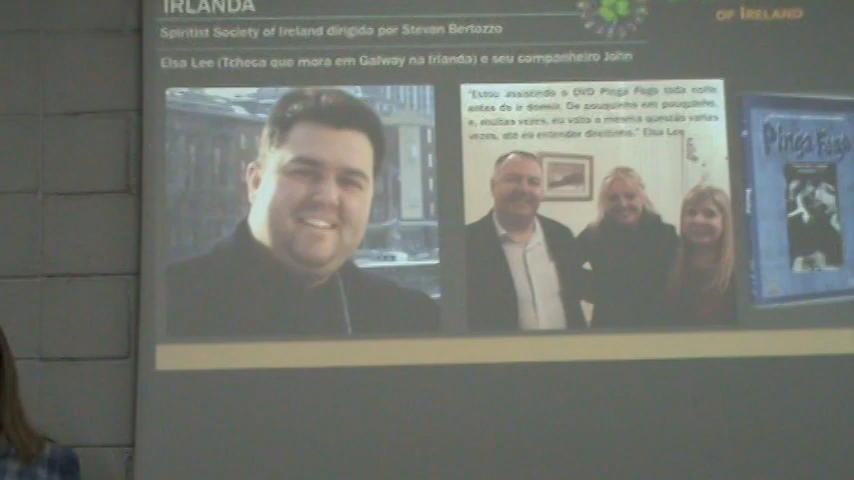 IRLANDA
OF IRELAND
Spiritist Society of Ireland dirigida por Stevan Bertozzo
Elsa Lee (Tcheca que mora em Galway na Irlanda) e seu companheiro John
"Estou assistindo o DVD Pinga Fogo toda noite
antes de ir dormir. De pouquinho em pouquinho,
e, muitas vezes, eu volto a mesma questão várias
vezes, até eu entender direitinho." Elsa Lee
Pinga Fogo